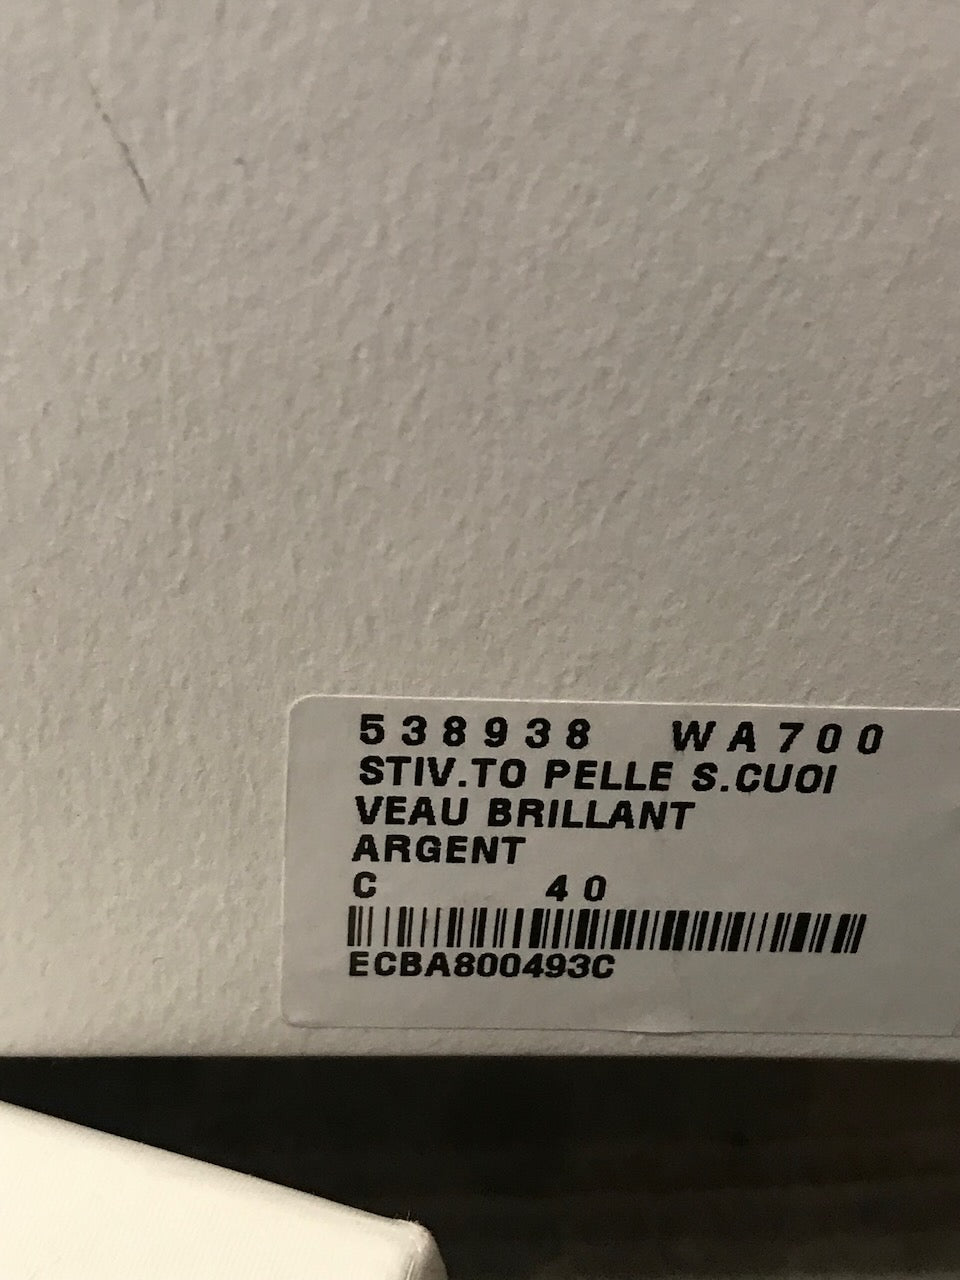 538938 WA700
STIV.TO PELLE S.CUOI
VEAU BRILLANT
ARGENT
C 40
ECBA800493C